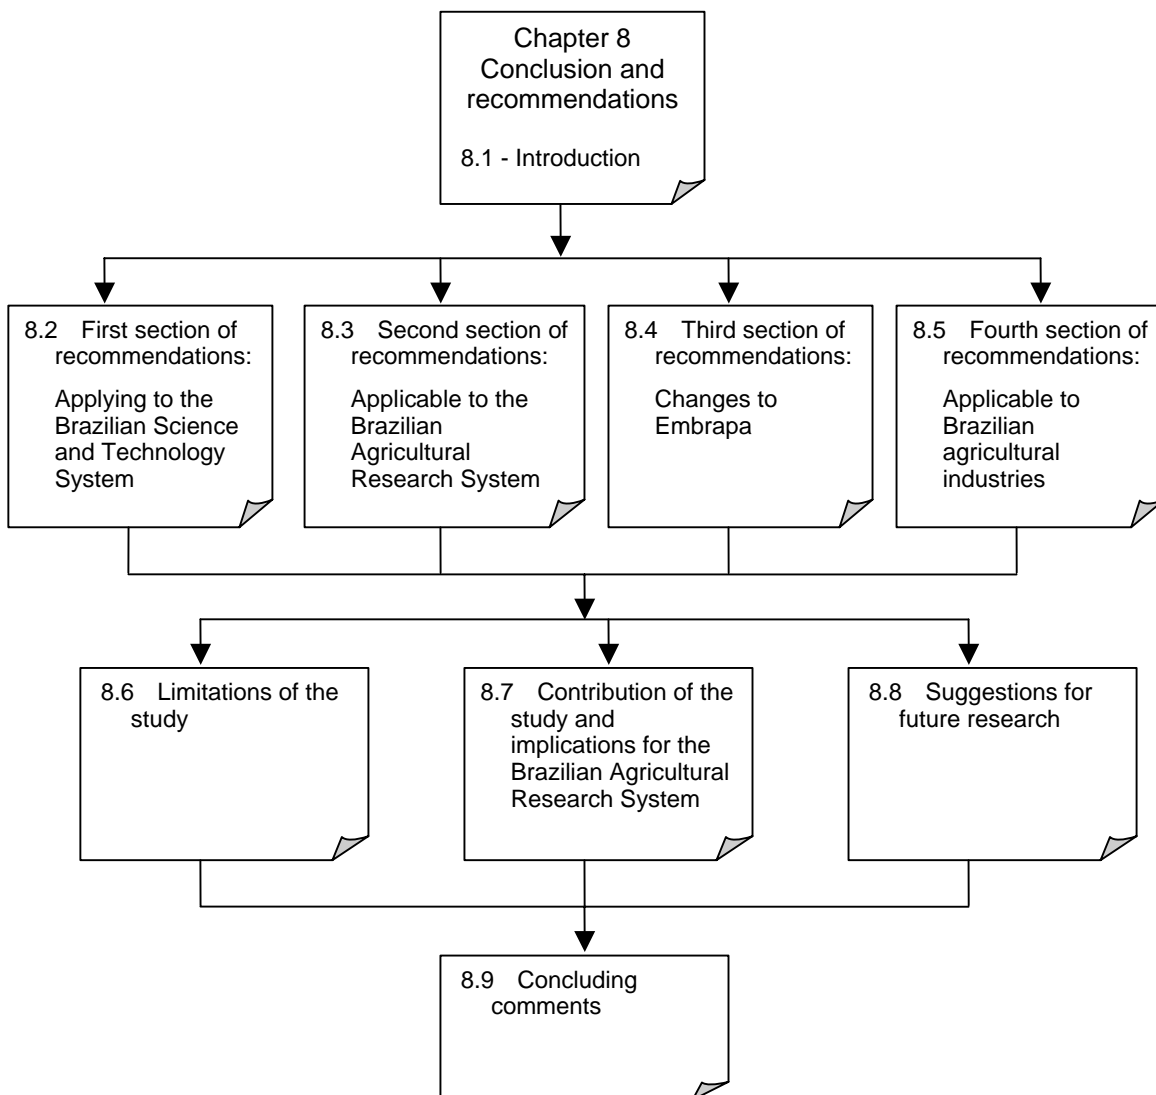 Chapter 8
Conclusion and
recommendations
8.1 - Introduction
8.2 First section of
recommendations:
Applying to the
Brazilian Science
and Technology
System
8.3 Second section of
recommendations:
Applicable to the
Brazilian
Agricultural
Research System
8.4 Third section of
recommendations:
Changes to
Embrapa
8.5 Fourth section of
recommendations:
Applicable to
Brazilian
agricultural
industries
8.6 Limitations of the
study
8.7 Contribution of the
study and
implications for the
Brazilian Agricultural
Research System
8.8 Suggestions for
future research
8.9 Concluding
comments